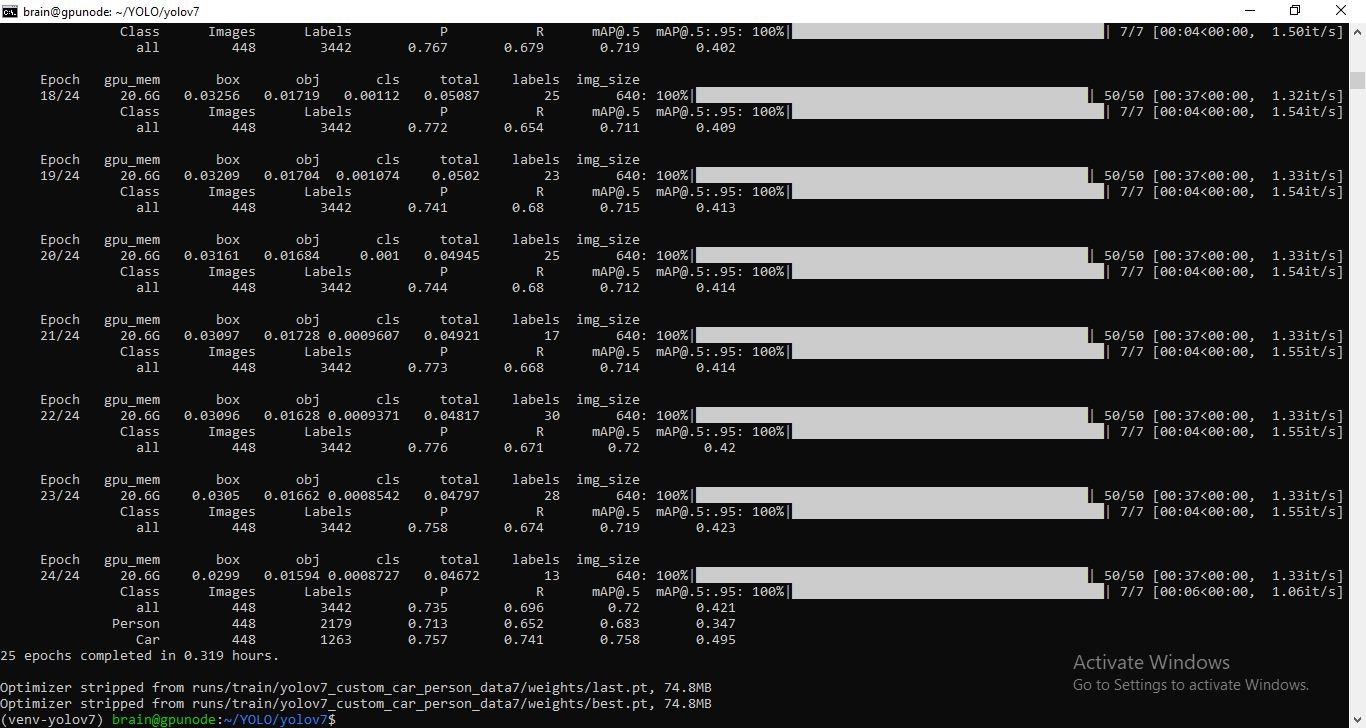 brain@gpunode: ~/YOLO/yolov7
Class Images Labels P R mAP@.5 mAP@.5:.95: 100%| | 7/7 [00:04<00:00, 1.50it/s]
all 448 3442 0.767 0.679 0.719 0.402
Epoch gpu_mem box obj cls total labels img_size
18/24 20.6G 0.03256 0.01719 0.00112 0.05087 25 640: 100%| | 50/50 [00:37<00:00, 1.32it/s]
Class Images Labels P R mAP@.5 mAP@.5:.95: 100%| | 7/7 [00:04<00:00, 1.54it/s]
all 448 3442 0.772 0.654 0.711 0.409
Epoch gpu_mem box obj cls total labels img_size
19/24 20.6G 0.03209 0.01704 0.001074 0.0502 23 640: 100%| | 50/50 [00:37<00:00, 1.33it/s]
Class Images Labels P R mAP@.5 mAP@.5:.95: 100%| | 7/7 [00:04<00:00, 1.54it/s]
all 448 3442 0.741 0.68 0.715 0.413
Epoch gpu_mem box obj cls total labels img_size
20/24 20.6G 0.03161 0.01684 0.001 0.04945 25 640: 100%| | 50/50 [00:37<00:00, 1.33it/s]
Class Images Labels P R mAP@.5 mAP@.5:.95: 100%| | 7/7 [00:04<00:00, 1.54it/s]
all 448 3442 0.744 0.68 0.712 0.414
Epoch gpu_mem box obj cls total labels img_size
21/24 20.6G 0.03097 0.01728 0.0009607 0.04921 17 640: 100%| | 50/50 [00:37<00:00, 1.33it/s]
Class Images Labels P R mAP@.5 mAP@.5:.95: 100%| | 7/7 [00:04<00:00, 1.55it/s]
all 448 3442 0.773 0.668 0.714 0.414
Epoch gpu_mem box obj cls total labels img_size
22/24 20.6G 0.03096 0.01628 0.0009371 0.04817 30 640: 100%| | 50/50 [00:37<00:00, 1.33it/s]
Class Images Labels P R mAP@.5 mAP@.5:.95: 100%| | 7/7 [00:04<00:00, 1.55it/s]
all 448 3442 0.776 0.671 0.72 0.42
Epoch gpu_mem box obj cls total labels img_size
23/24 20.6G 0.0305 0.01662 0.0008542 0.04797 28 640: 100%| | 50/50 [00:37<00:00, 1.33it/s]
Class Images Labels P R mAP@.5 mAP@.5:.95: 100%| | 7/7 [00:04<00:00, 1.55it/s]
all 448 3442 0.758 0.674 0.719 0.423
Epoch gpu_mem box obj cls total labels img_size
24/24 20.6G 0.0299 0.01594 0.0008727 0.04672 13 640: 100%| | 50/50 [00:37<00:00, 1.33it/s]
Class Images Labels P R mAP@.5 mAP@.5:.95: 100%| | 7/7 [00:06<00:00, 1.06it/s]
all 448 3442 0.735 0.696 0.72 0.421
Person 448 2179 0.713 0.652 0.683 0.347
Car 448 1263 0.757 0.741 0.758 0.495
25 epochs completed in 0.319 hours.
Activate Windows
Go to Settings to activate Windows.
Optimizer stripped from runs/train/yolov7_custom_car_person_data7/weights/last.pt, 74.8MB
Optimizer stripped from runs/train/yolov7_custom_car_person_data7/weights/best.pt, 74.8MB
(venv-yolov7) brain@gpunode:~/YOLO/yolov7$